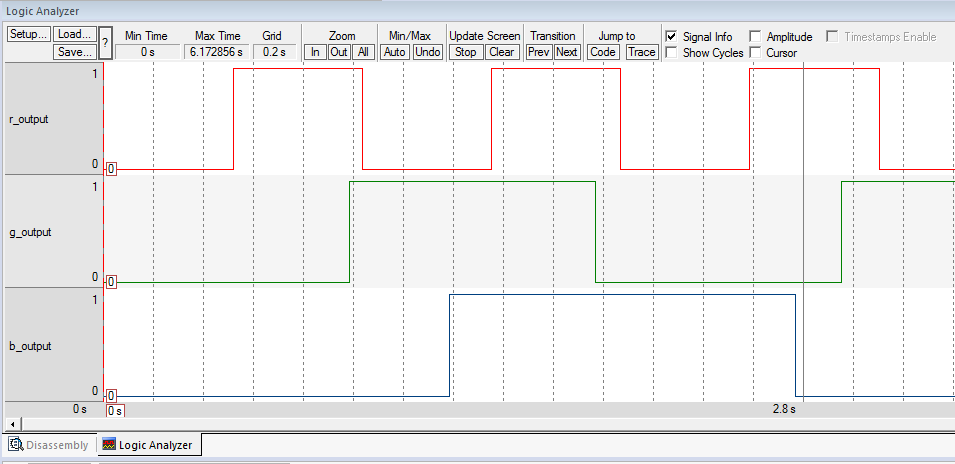 Logic Analyzer
Setup... Load... Save... ? Min Time Max Time Grid Zoom Min/Max Update Screen Transition Jump to Signal Info Amplitude Timestamps Enable
0 s 6.172856 s 0.2 s In Out All Auto Undo Stop Clear Prev Next Code Trace Show Cycles Cursor
1
r_output
0 0
1
g_output
0 0
1
b_output
0 0
0 s 0 s 2.8 s
Disassembly Logic Analyzer